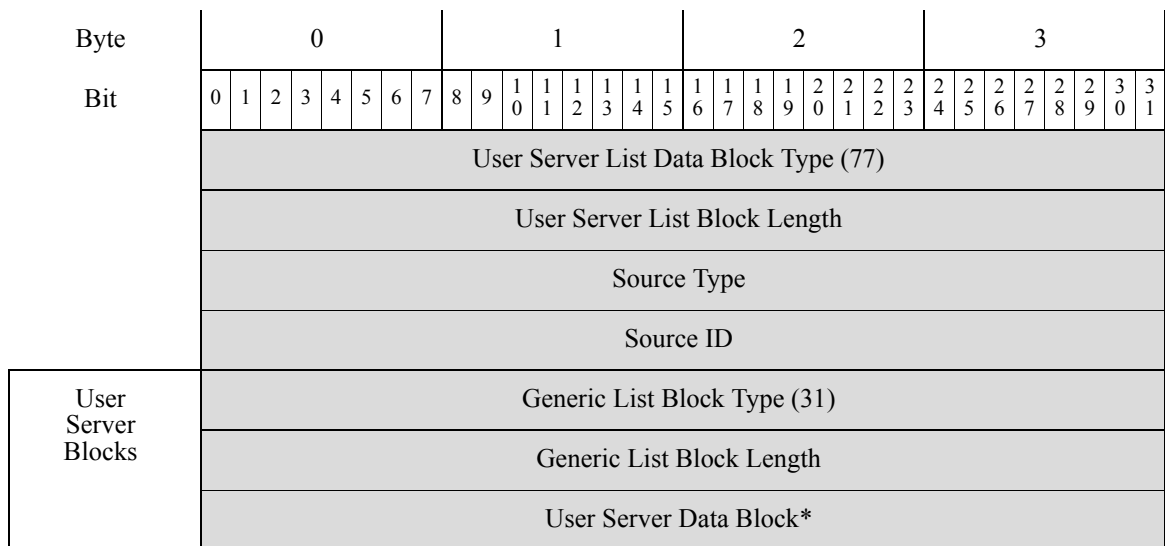 Byte 0 1 2 3
Bit 0 1 2 3 4 5 6 7 8 9 10 11 12 13 14 15 16 17 18 19 20 21 22 23 24 25 26 27 28 29 30 31
User Server List Data Block Type (77)
User Server List Block Length
Source Type
Source ID
User
Server
Blocks
Generic List Block Type (31)
Generic List Block Length
User Server Data Block*